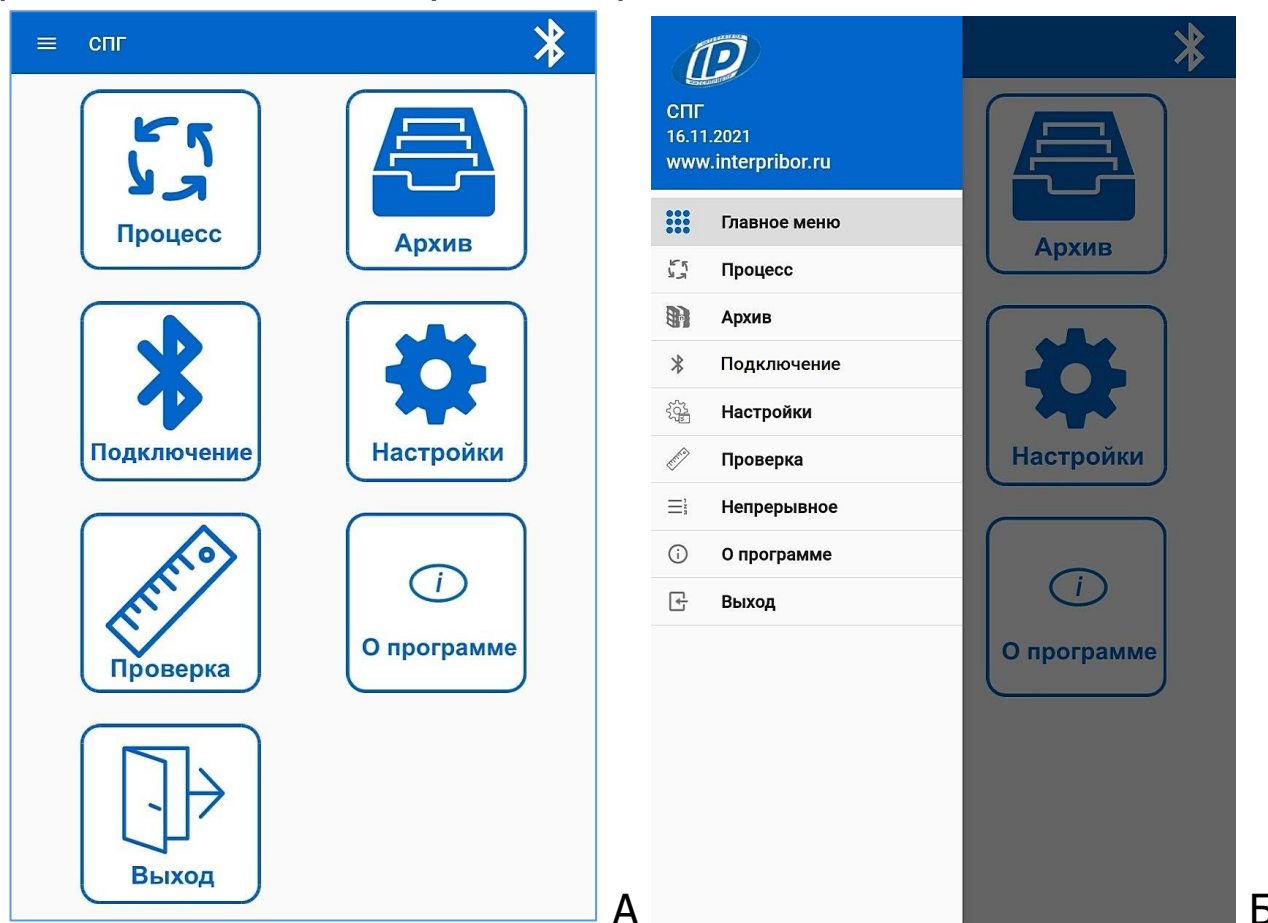 СПГ
Процесс
Архив
Подключение
Настройки
Проверка
О программе
Выход
А
СПГ
16.11.2021
www.interpribor.ru
Главное меню
Процесс
Архив
Подключение
Настройки
Проверка
Непрерывное
О программе
Выход
Архив
Настройки
О программе
Б